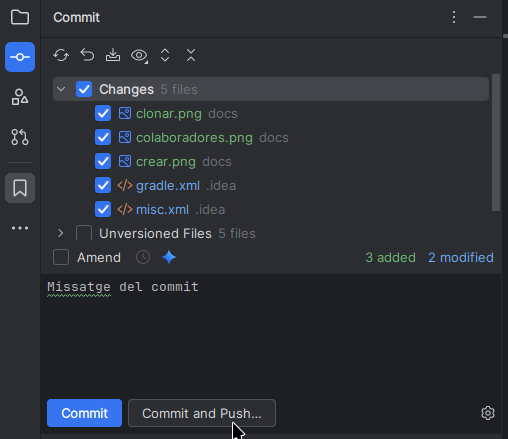 Commit
Changes 5 files
clonar.png docs
colaboradores.png docs
crear.png docs
gradle.xml .idea
misc.xml .idea
Unversioned Files 5 files
Amend 3 added 2 modified
Missatge del commit
Commit Commit and Push...